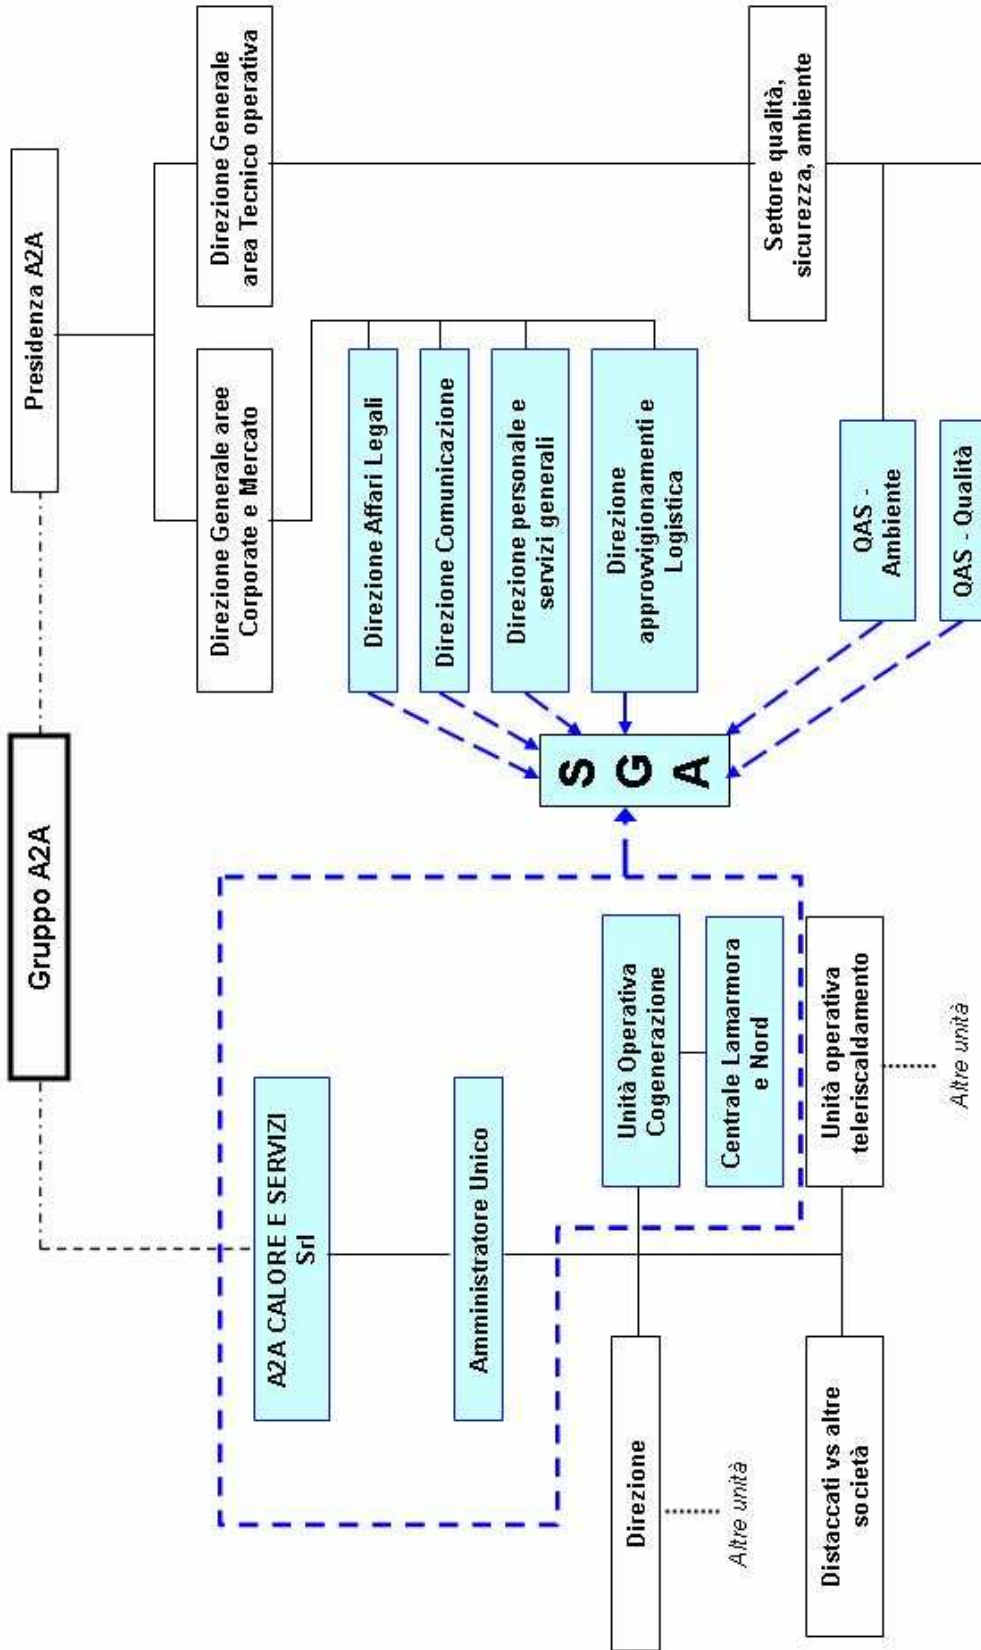 Gruppo A2A
Presidenza A2A
A2A CALORE E SERVIZI
Srl
Direzione Generale aree
Corporate e Mercato
Direzione Generale
area Tecnico operativa
Amministratore Unico
Direzione Affari Legali
Direzione Comunicazione
Direzione personale e
servizi generali
Direzione
approvvigionamenti e
Logistica
S
G
A
Direzione
Altre unità
Unità Operativa
Cogenerazione
Centrale Lamarmora
e Nord
Distaccati vs altre
società
Unità operativa
teleriscaldamento
Altre unità
Settore qualità,
sicurezza, ambiente
QAS -
Ambiente
QAS - Qualità